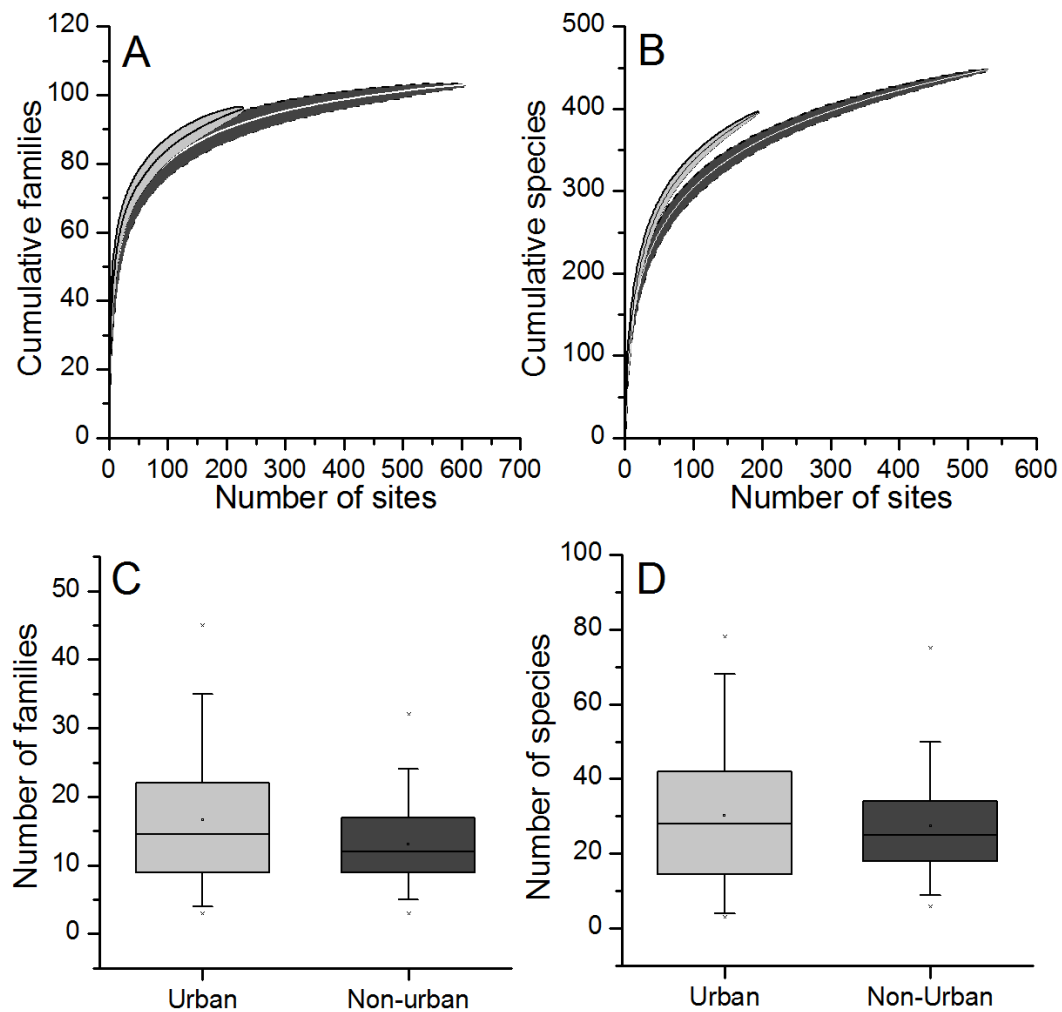 A
Cumulative families
120
100
80
60
40
20
0
0 100 200 300 400 500 600 700
Number of sites
B
Cumulative species
500
400
300
200
100
0
0 100 200 300 400 500 600
Number of sites
C
Number of families
50
40
30
20
10
0
Urban Non-urban
D
Number of species
100
80
60
40
20
0
Urban Non-Urban